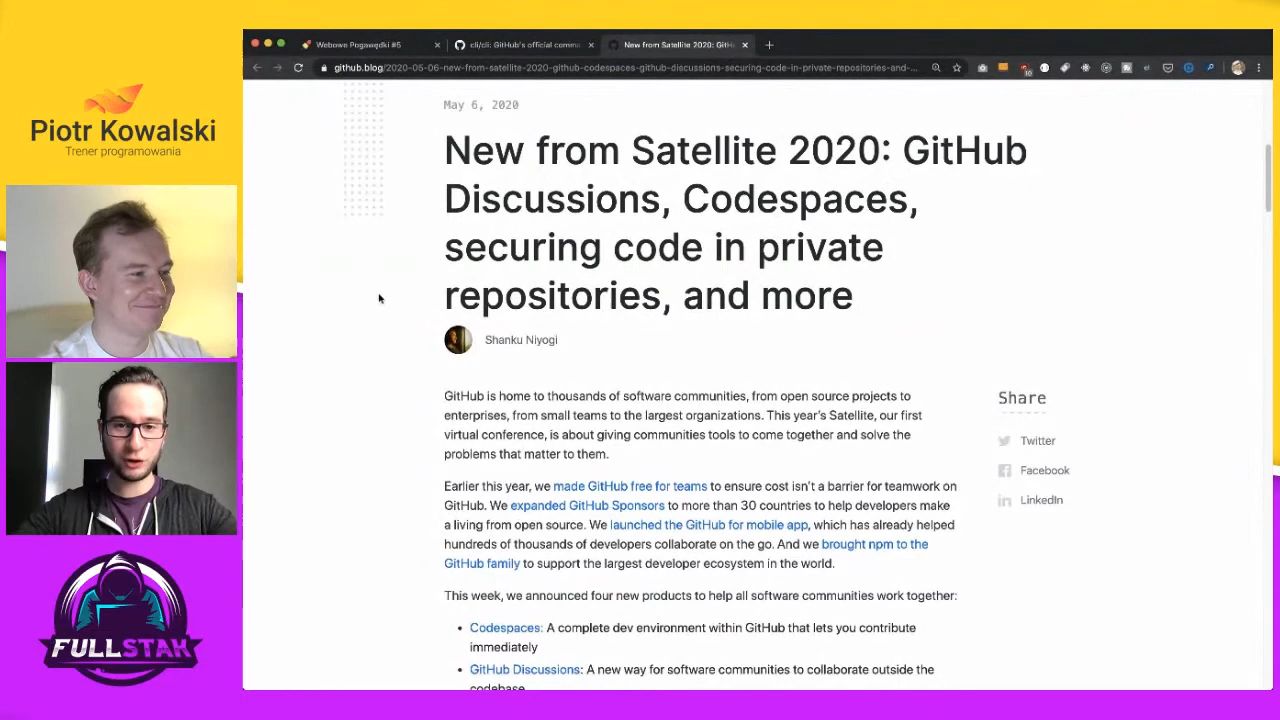 Piotr Kowalski
Trener programowania
FULLSTAK
Webowe Pogawędki #5
cli/cli: GitHub's official comma
New from Satellite 2020: GitH
github.blog/2020-05-06-new-from-satellite-2020-github-codespaces-github-discussions-securing-code-in-private-repositories-and-...
May 6, 2020
New from Satellite 2020: GitHub
Discussions, Codespaces,
securing code in private
repositories, and more
Shanku Niyogi
GitHub is home to thousands of software communities, from open source projects to
enterprises, from small teams to the largest organizations. This year's Satellite, our first
virtual conference, is about giving communities tools to come together and solve the
problems that matter to them.
Earlier this year, we made GitHub free for teams to ensure cost isn't a barrier for teamwork on
GitHub. We expanded GitHub Sponsors to more than 30 countries to help developers make
a living from open source. We launched the GitHub for mobile app, which has already helped
hundreds of thousands of developers collaborate on the go. And we brought npm to the
GitHub family to support the largest developer ecosystem in the world.
This week, we announced four new products to help all software communities work together:
• Codespaces: A complete dev environment within GitHub that lets you contribute
immediately
• GitHub Discussions: A new way for software communities to collaborate outside the
codebase
Share
Twitter
Facebook
LinkedIn